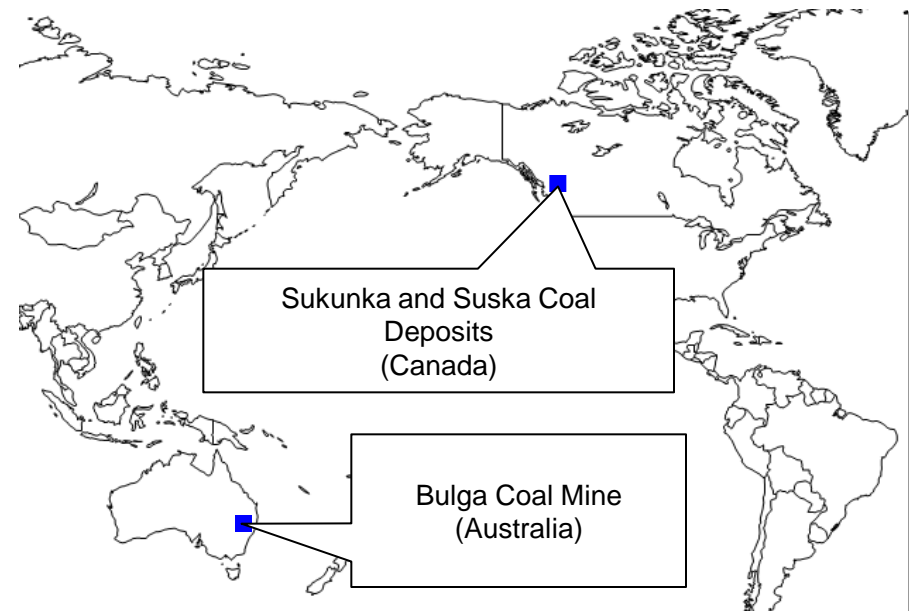 Sukunka and Suska Coal
Deposits
(Canada)
Bulga Coal Mine
(Australia)